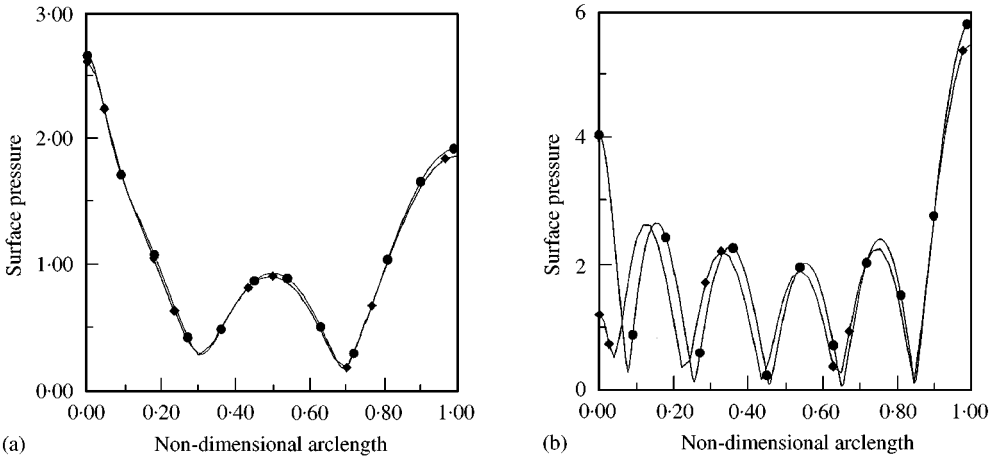 3·00
2·00
1·00
0·00
0·00 0·20 0·40 0·60 0·80 1·00
Surface pressure
Non-dimensional arclength
(a)
6
4
2
0
0·00 0·20 0·40 0·60 0·80 1·00
Surface pressure
Non-dimensional arclength
(b)